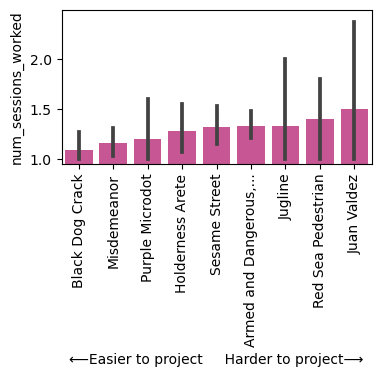 num_sessions_worked
2.0
1.5
1.0
Black Dog Crack
Misdemeanor
Purple Microdot
Holderness Arete
Sesame Street
Armed and Dangerous,...
Jugline
Red Sea Pedestrian
Juan Valdez
⟵Easier to project Harder to project⟶